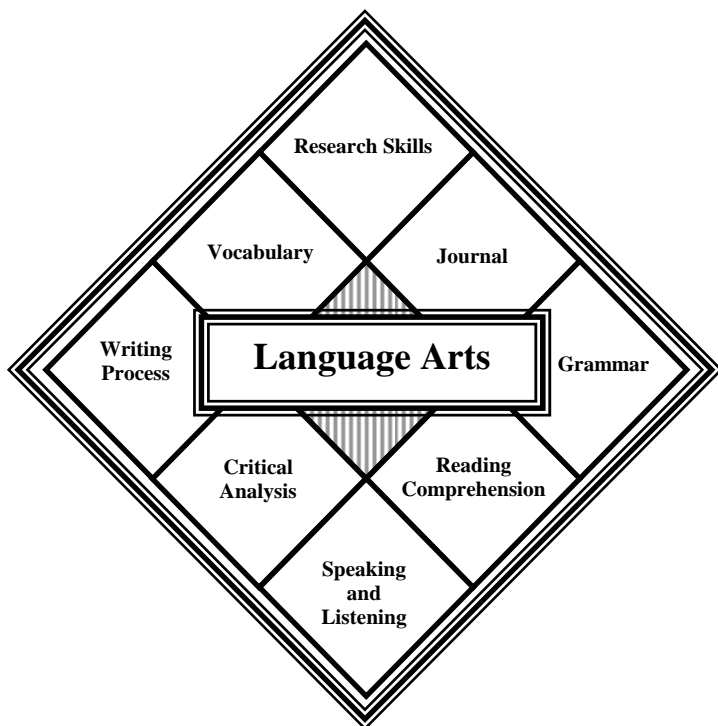 Research Skills
Vocabulary
Journal
Writing
Process
Language Arts
Grammar
Critical
Analysis
Reading
Comprehension
Speaking
and
Listening